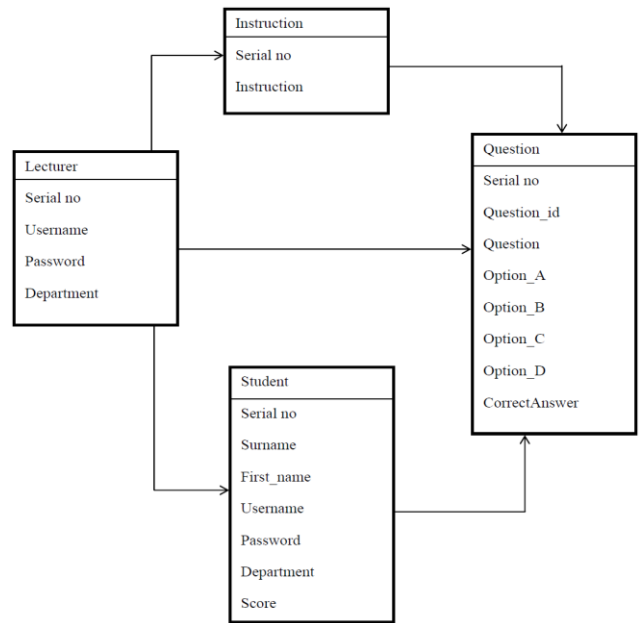 Instruction
Serial no
Instruction
Lecturer
Serial no
Username
Password
Department
Question
Serial no
Question_id
Question
Option_A
Option_B
Option_C
Option_D
CorrectAnswer
Student
Serial no
Surname
First_name
Username
Password
Department
Score